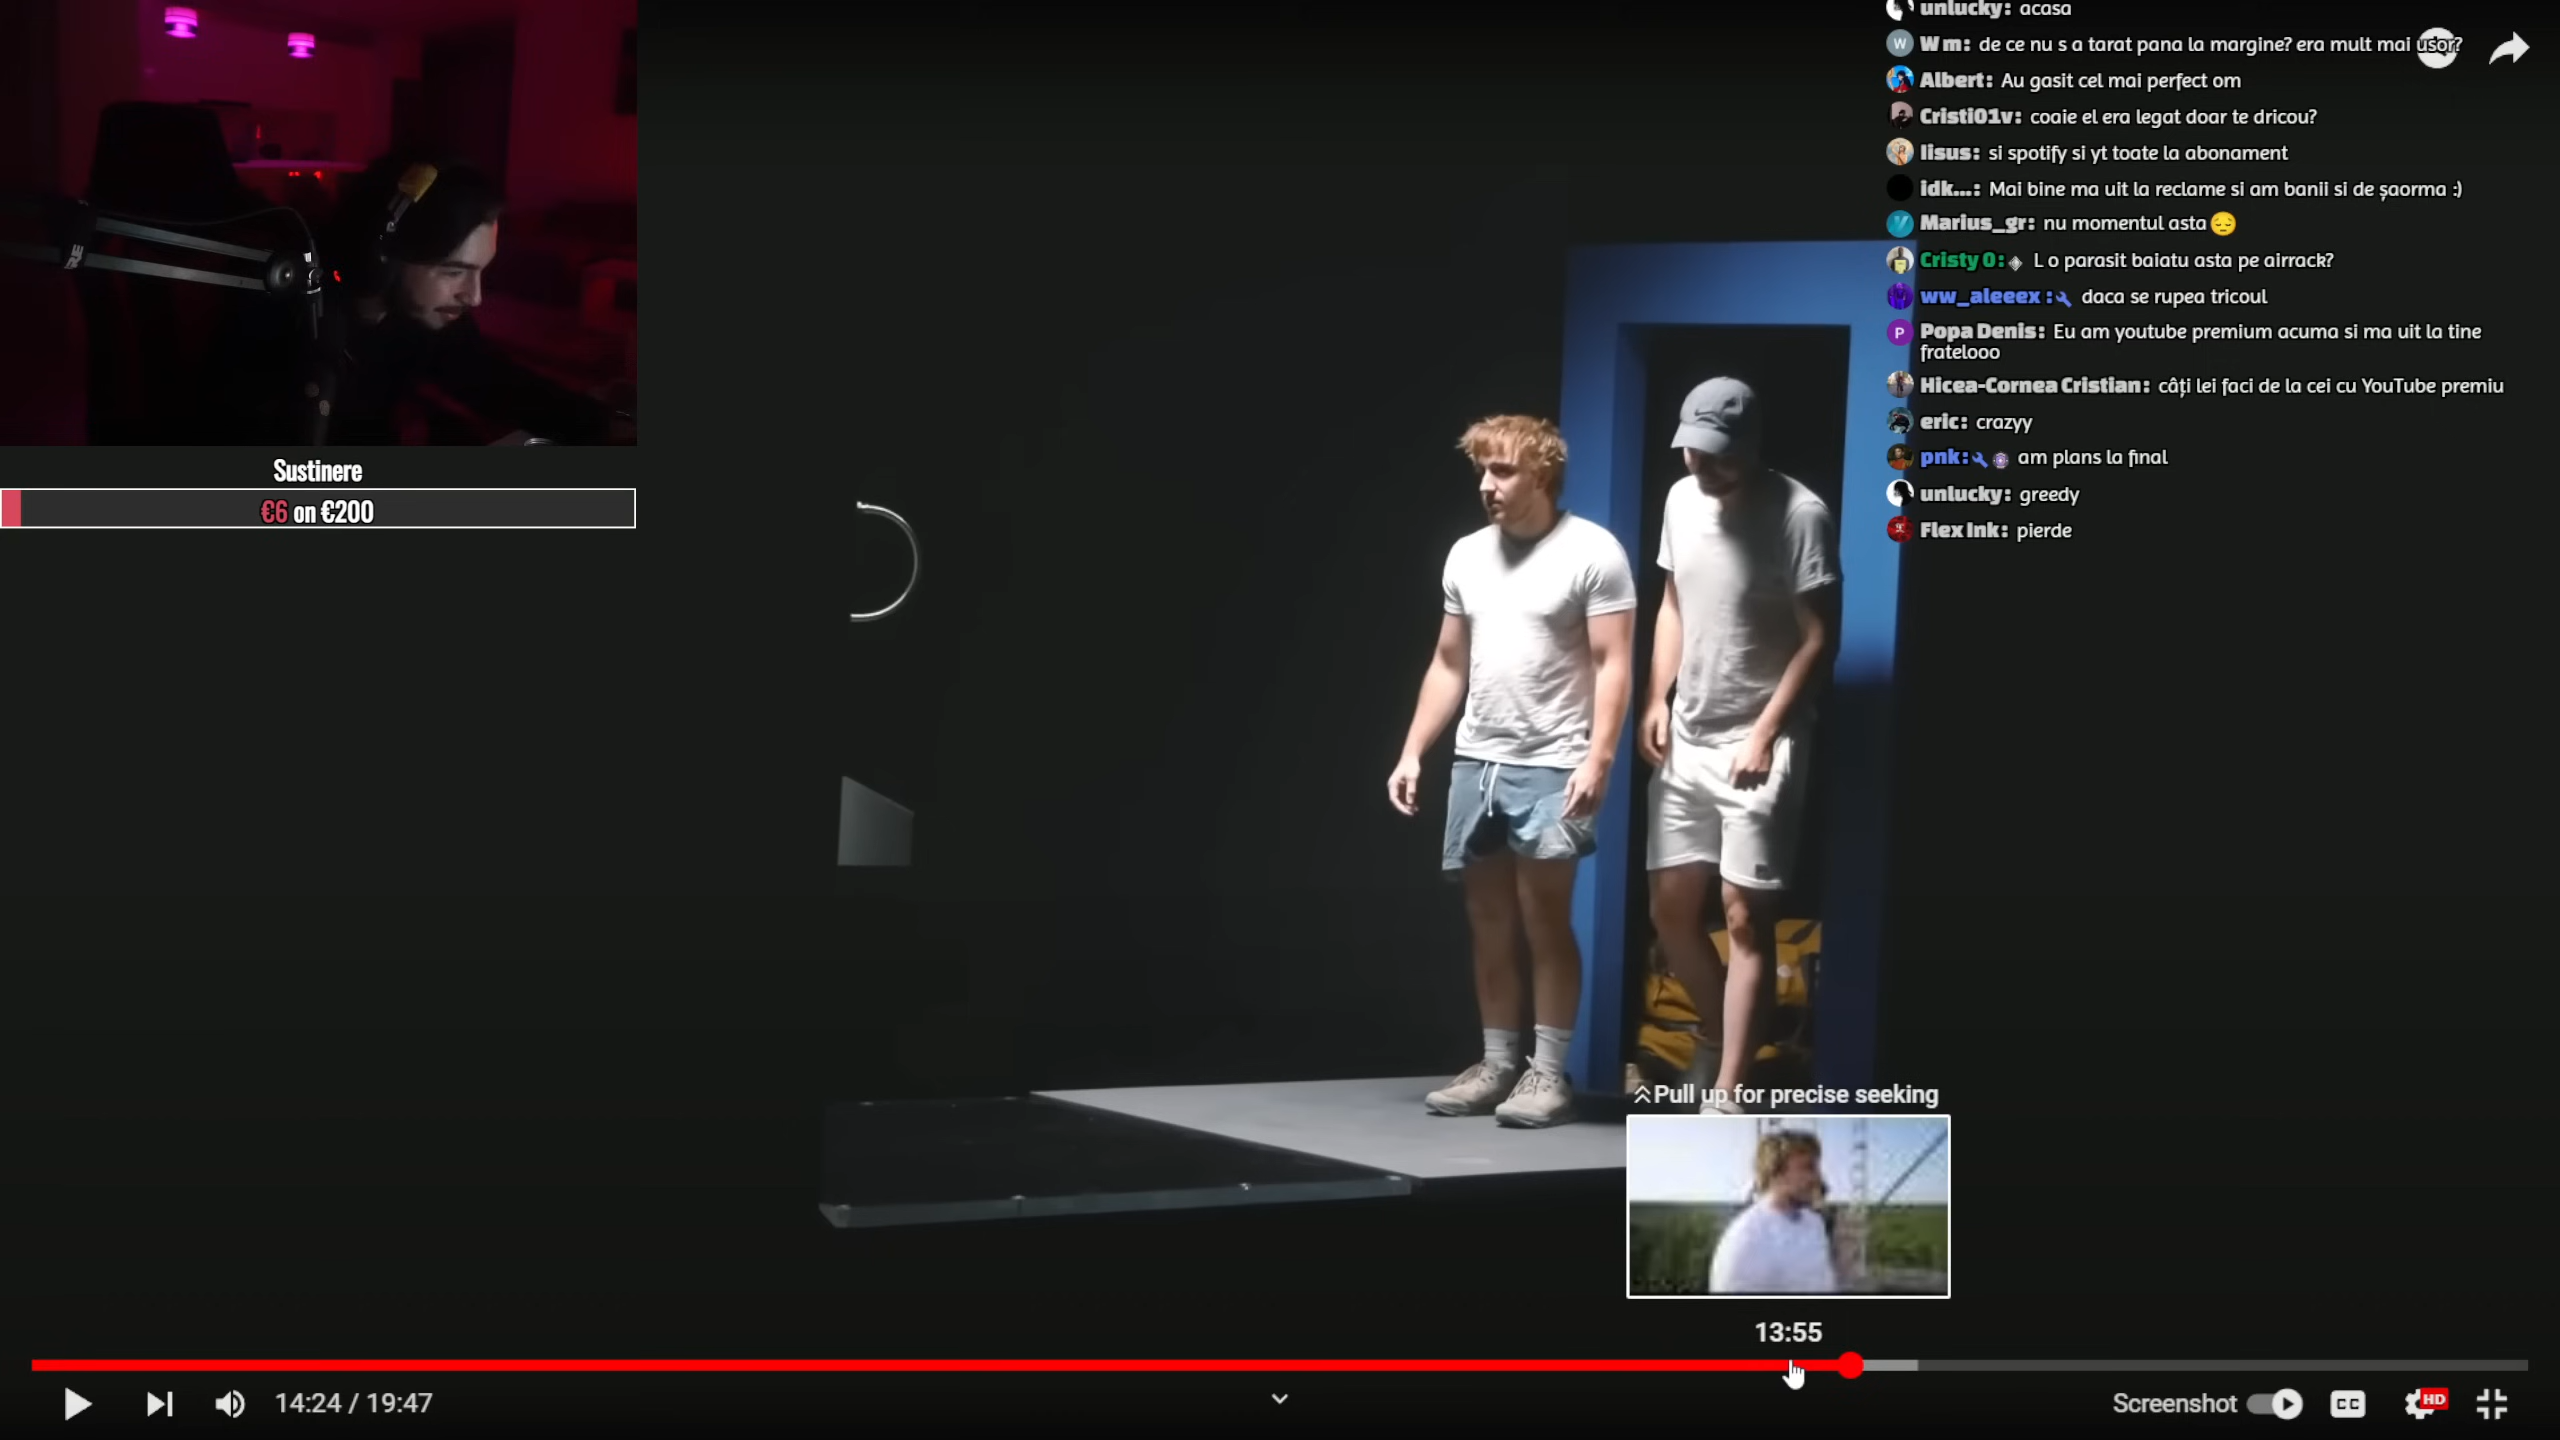 unlucky: acasa
W m: de ce nu s a tarat pana la margine? era mult mai usor?
Albert: Au gasit cel mai perfect om
Cristi01v: coaie el era legat doar te dricou?
Iisus: si spotify si yt toate la abonament
idk...: Mai bine ma uit la reclame si am banii si de șaorma :)
Marius_gr: nu momentul asta😔
Cristy O: L o parasit baiatu asta pe airrack?
ww_aleeex : daca se rupea tricoul
Popa Denis: Eu am youtube premium acuma si ma uit la tine
fratelooo
Hicea-Cornea Cristian: câți lei faci de la cei cu YouTube premiu
eric: crazyy
pnk: am plans la final
unlucky: greedy
Flex Ink: pierde
Sustinere
€6 on €200
Pull up for precise seeking
13:55
14:24 / 19:47
Screenshot
CC
HD